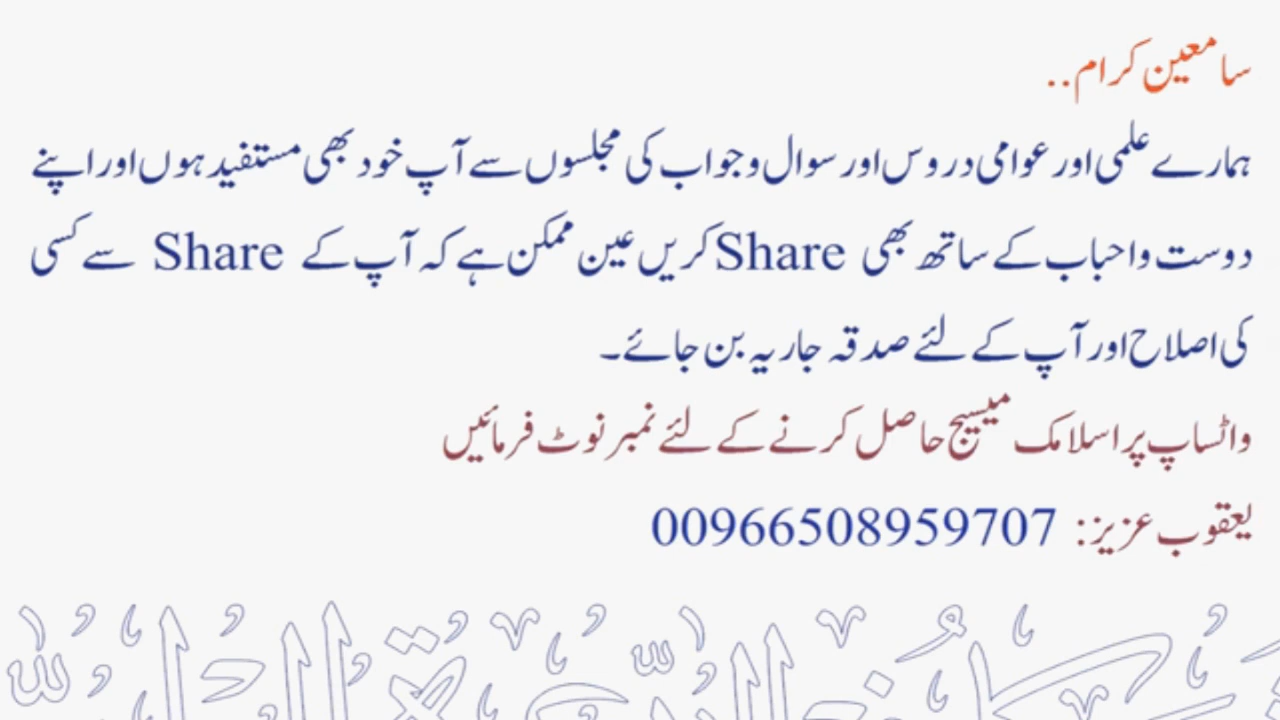 سامعین کرام..
ہمارے علمی اور عوامی دروس اور سوال وجواب کی مجلسوں سے آپ خود بھی مستفید ہوں اور اپنے
دوست واحباب کے ساتھ بھی Share کریں عین ممکن ہے کہ آپ کے Share سے کسی
کی اصلاح اور آپ کے لئے صدقہ جاریہ بن جائے۔
واٹساپ پر اسلامک میسیج حاصل کرنے کے لئے نمبر نوٹ فرمائیں
یعقوب عزیز: 00966508959707